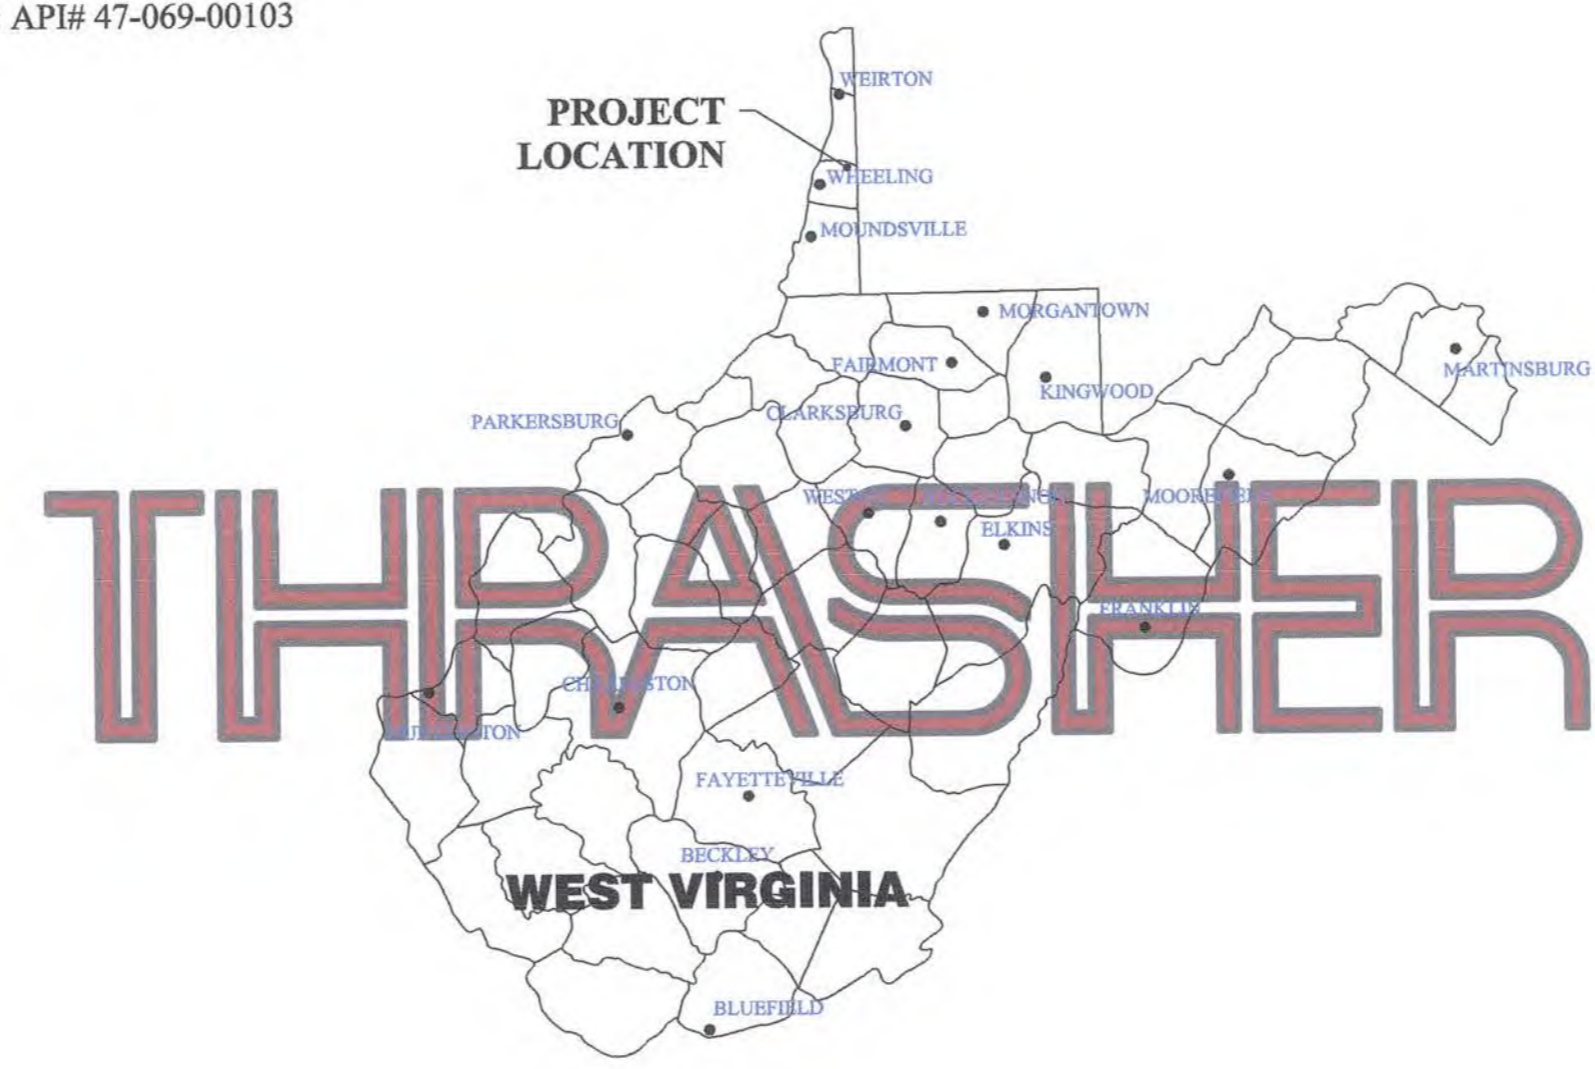 API# 47-069-00103
WEIRTON
PROJECT
LOCATION
WHEELING
MOUNDSVILLE
MORGANTOWN
FAIRMONT
MARTINSBURG
KINGWOOD
PARKERSBURG
CLARKSBURG
THRASHER
ELKINS
FRANKLIN
CHARLESTON
FAYETTEVILLE
BECKLEY
WEST VIRGINIA
BLUEFIELD